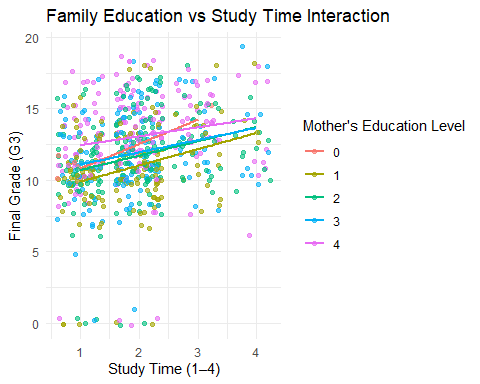 Family Education vs Study Time Interaction
20
15
10
5
0
Final Grade (G3)
1 2 3 4
Study Time (1–4)
Mother's Education Level
0
1
2
3
4